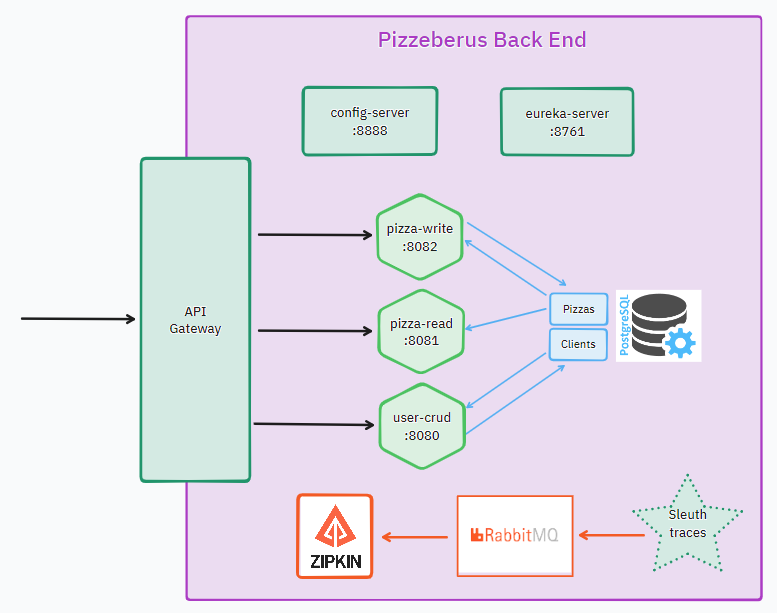 Pizzeberus Back End
config-server
:8888
eureka-server
:8761
API
Gateway
pizza-write
:8082
pizza-read
:8081
user-crud
:8080
Pizzas
Clients
PostgreSQL
Sleuth
traces
RabbitMQ
ZIPKIN